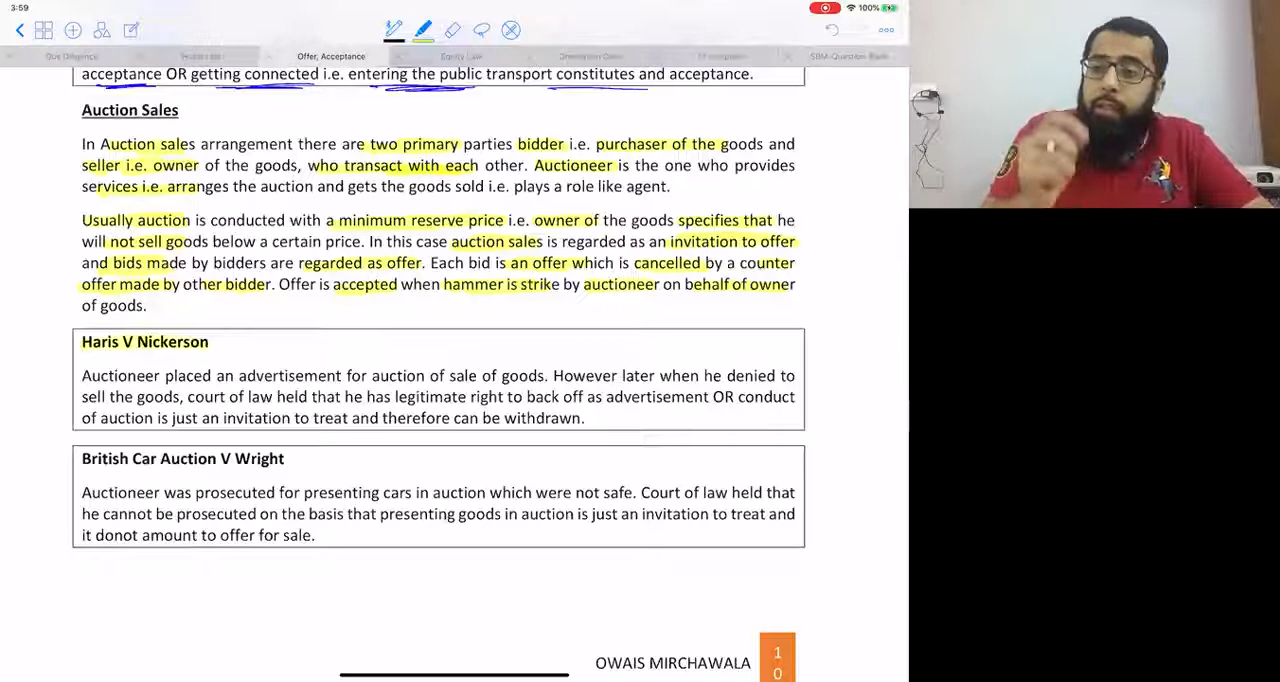 3:59
100%
Due Diligence
Offer, Acceptance
Equity Law
SBM-Question Bank
acceptance OR getting connected i.e. entering the public transport constitutes and acceptance.
Auction Sales
In Auction sales arrangement there are two primary parties bidder i.e. purchaser of the goods and
seller i.e. owner of the goods, who transact with each other. Auctioneer is the one who provides
services i.e. arranges the auction and gets the goods sold i.e. plays a role like agent.
Usually auction is conducted with a minimum reserve price i.e. owner of the goods specifies that he
will not sell goods below a certain price. In this case auction sales is regarded as an invitation to offer
and bids made by bidders are regarded as offer. Each bid is an offer which is cancelled by a counter
offer made by other bidder. Offer is accepted when hammer is strike by auctioneer on behalf of owner
of goods.
Haris V Nickerson
Auctioneer placed an advertisement for auction of sale of goods. However later when he denied to
sell the goods, court of law held that he has legitimate right to back off as advertisement OR conduct
of auction is just an invitation to treat and therefore can be withdrawn.
British Car Auction V Wright
Auctioneer was prosecuted for presenting cars in auction which were not safe. Court of law held that
he cannot be prosecuted on the basis that presenting goods in auction is just an invitation to treat and
it donot amount to offer for sale.
OWAIS MIRCHAWALA
1
0